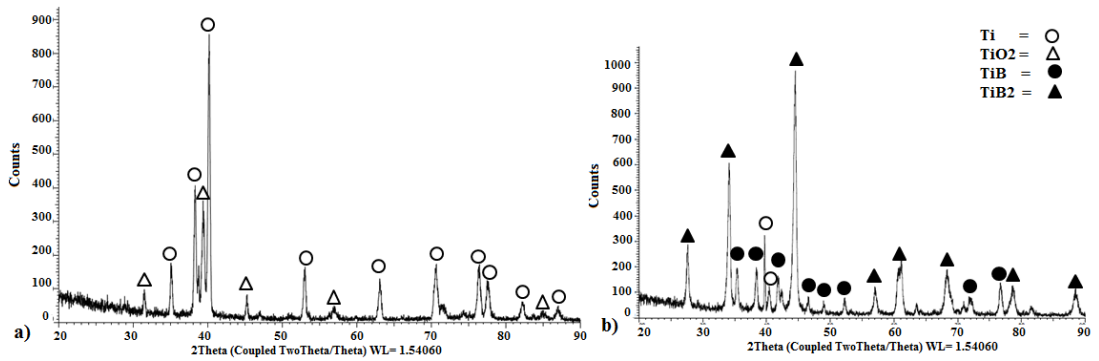 900
800
700
600
500
400
300
200
100
0
Counts
20 30 40 50 60 70 80 90
2Theta (Coupled TwoTheta/Theta) WL= 1.54060
a)
Ti =
TiO2 =
TiB =
TiB2 =
1000
900
800
700
600
500
400
300
200
100
0
Counts
20 30 40 50 60 70 80 90
2Theta (Coupled TwoTheta/Theta) WL= 1.54060
b)